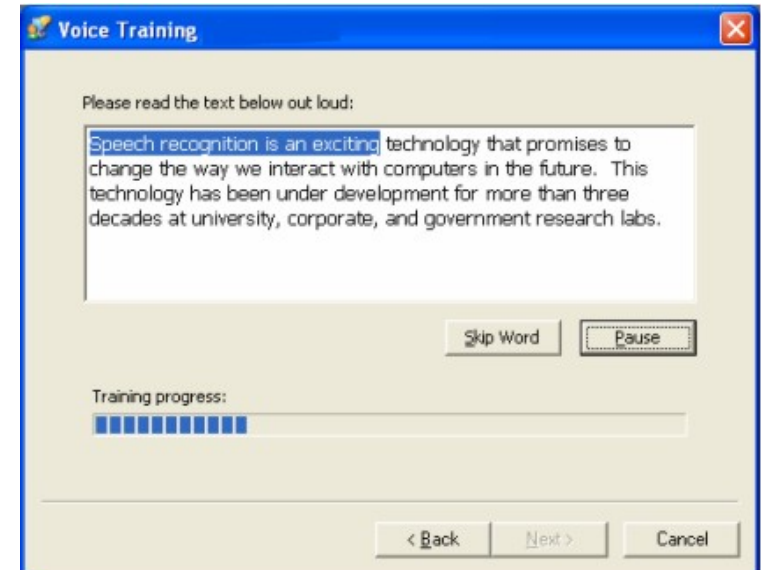 Voice Training
Please read the text below out loud:
Speech recognition is an exciting technology that promises to
change the way we interact with computers in the future.  This
technology has been under development for more than three
decades at university, corporate, and government research labs.
Skip Word
Pause
Training progress:
< Back
Next >
Cancel